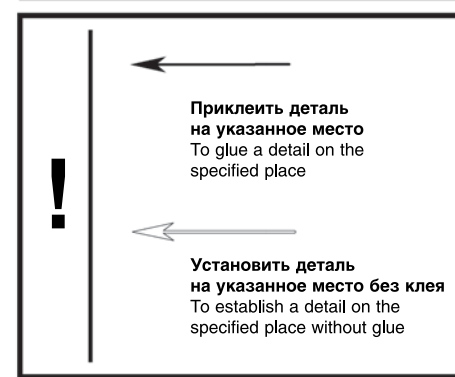 !
Приклеить деталь
на указанное место
To glue a detail on the
specified place
Установить деталь
на указанное место без клея
To establish a detail on the
specified place without glue